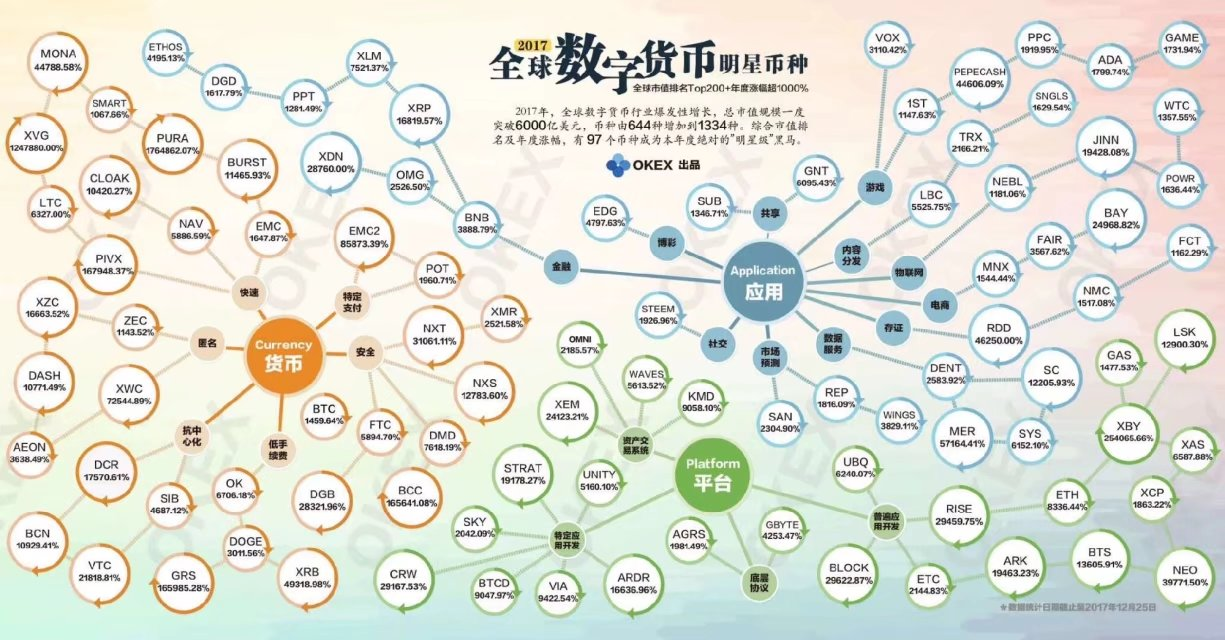 2017
全球数字货币明星币种
全球市值排名Top200+年度涨幅超1000%
2017年，全球数字货币行业爆发性增长，总市值规模一度
突破6000亿美元，币种由644种增加到1334种。综合市值排
名及年度涨幅，有 97 个币种成为本年度绝对的"明星级"黑马。
OKEX 出品
MONA
44788.58%
SMART
1067.66%
XVG
1247880.00%
PURA
1764862.07%
BURST
11465.93%
CLOAK
10420.27%
LTC
6327.00%
NAV
5886.59%
EMC
1647.87%
PIVX
167948.37%
快速
EMC2
85873.39%
POT
1960.71%
特定
支付
XZC
16663.52%
ZEC
1143.52%
匿名
DASH
10771.49%
XWC
72544.89%
AEON
3638.49%
Currency
货币
NXT
31061.11%
XMR
2521.58%
安全
NXS
12783.60%
BTC
1459.64%
FTC
5894.70%
DMD
7618.19%
抗中
心化
低手
续费
DCR
17570.61%
SIB
4687.12%
OK
6706.18%
DGB
28321.96%
BCC
165641.08%
BCN
10929.41%
VTC
21818.81%
DOGE
3011.56%
GRS
165985.28%
XRB
49318.98%
ETHOS
4195.13%
DGD
1617.79%
PPT
1281.49%
XLM
7521.37%
XRP
16819.57%
XDN
28760.00%
OMG
2526.50%
BNB
3888.79%
金融
EDG
4797.63%
博彩
SUB
1346.71%
GNT
6095.43%
共享
Application
应用
VOX
3110.42%
1ST
1147.63%
PEPECASH
44606.09%
PPC
1919.95%
ADA
1799.74%
GAME
1731.94%
游戏
SNGLS
1629.54%
TRX
2166.21%
LBC
5525.75%
内容
分发
WTC
1357.55%
JINN
19428.08%
POWR
1636.44%
NEBL
1181.06%
物联网
BAY
24968.82%
FAIR
3567.62%
MNX
1544.44%
电商
FCT
1162.29%
NMC
1517.08%
RDD
46250.00%
存证
STEEM
1926.96%
社交
市场
预测
数据
服务
DENT
2583.92%
SC
12205.93%
SYS
6152.10%
MER
57164.41%
SAN
2304.90%
REP
1816.09%
WINGS
3829.11%
OMNI
2185.57%
WAVES
5613.52%
XEM
24123.21%
KMD
9058.10%
资产交
易系统
Platform
平台
STRAT
19178.27%
UNITY
5160.10%
SKY
2042.09%
特定应
用开发
CRW
29167.53%
BTCD
9047.97%
VIA
9422.54%
ARDR
16636.96%
AGRS
1981.49%
GBYTE
4253.47%
底层
协议
UBQ
6240.07%
普遍应
用开发
BLOCK
29622.87%
ETC
2144.83%
RISE
29459.75%
ARK
19463.23%
ETH
8336.44%
BTS
13605.91%
GAS
1477.53%
LSK
12900.30%
XBY
254065.66%
XAS
6587.88%
XCP
1863.22%
NEO
39771.50%
*数据统计日期截止至2017年12月25日